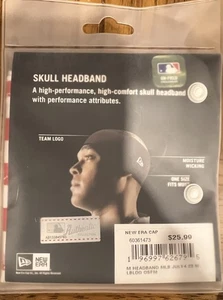 SKULL HEADBAND
A high-performance, high-comfort skull headband
with performance attributes.
TEAM LOGO
MOISTURE
WICKING
ONE SIZE
FITS
NEW ERA
NEW ERA CAP
60361473
$25.99